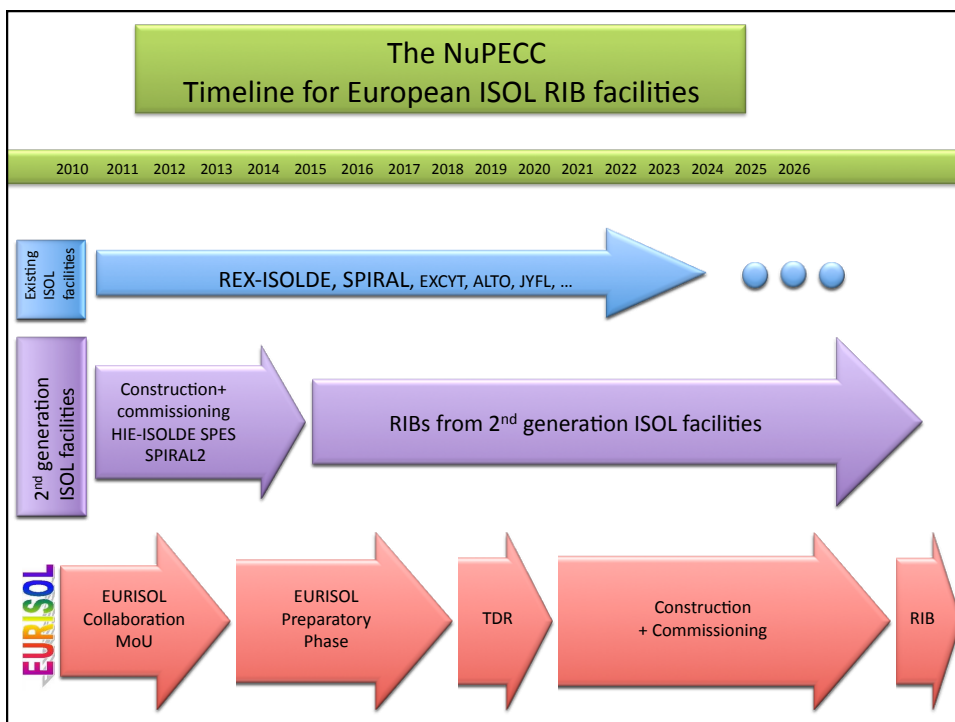 The NuPECC
Timeline for European ISOL RIB facilities
2010 2011 2012 2013 2014 2015 2016 2017 2018 2019 2020 2021 2022 2023 2024 2025 2026
Existing
ISOL
facilities
REX-ISOLDE, SPIRAL, EXCYT, ALTO, JYFL, ...
2nd generation
ISOL facilities
Construction+
commissioning
HIE-ISOLDE SPES
SPIRAL2
RIBs from 2nd generation ISOL facilities
EURISOL
EURISOL
Collaboration
MoU
EURISOL
Preparatory
Phase
TDR
Construction
+ Commissioning
RIB